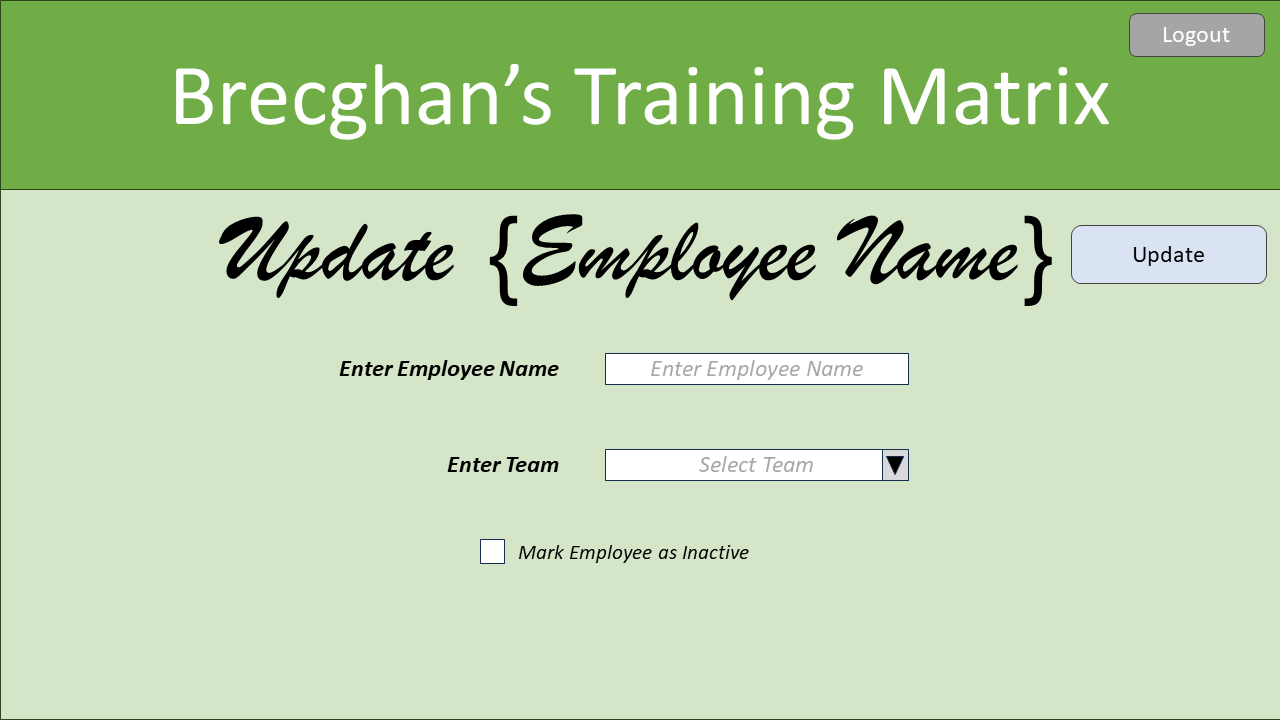 Logout
Brecghan’s Training Matrix
Update {Employee Name}
Update
Enter Employee Name
Enter Employee Name
Enter Team
Select Team
Mark Employee as Inactive